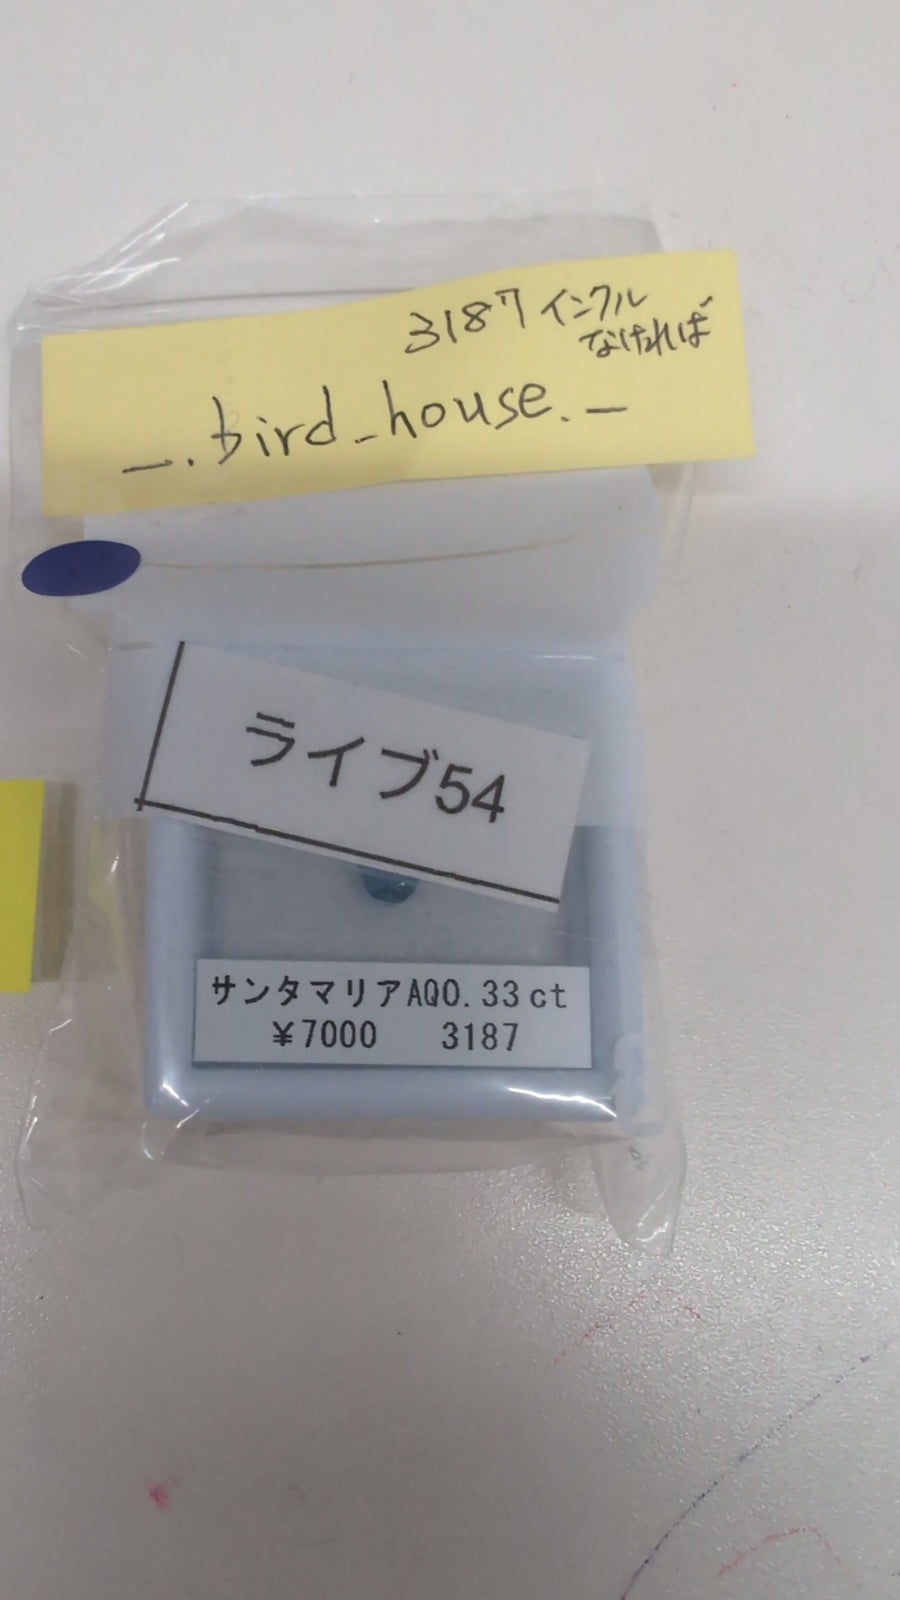 3187 インクル
なければ
_.bird_house._
ライブ54
サンタマリアAQ0.33ct
¥7000 3187